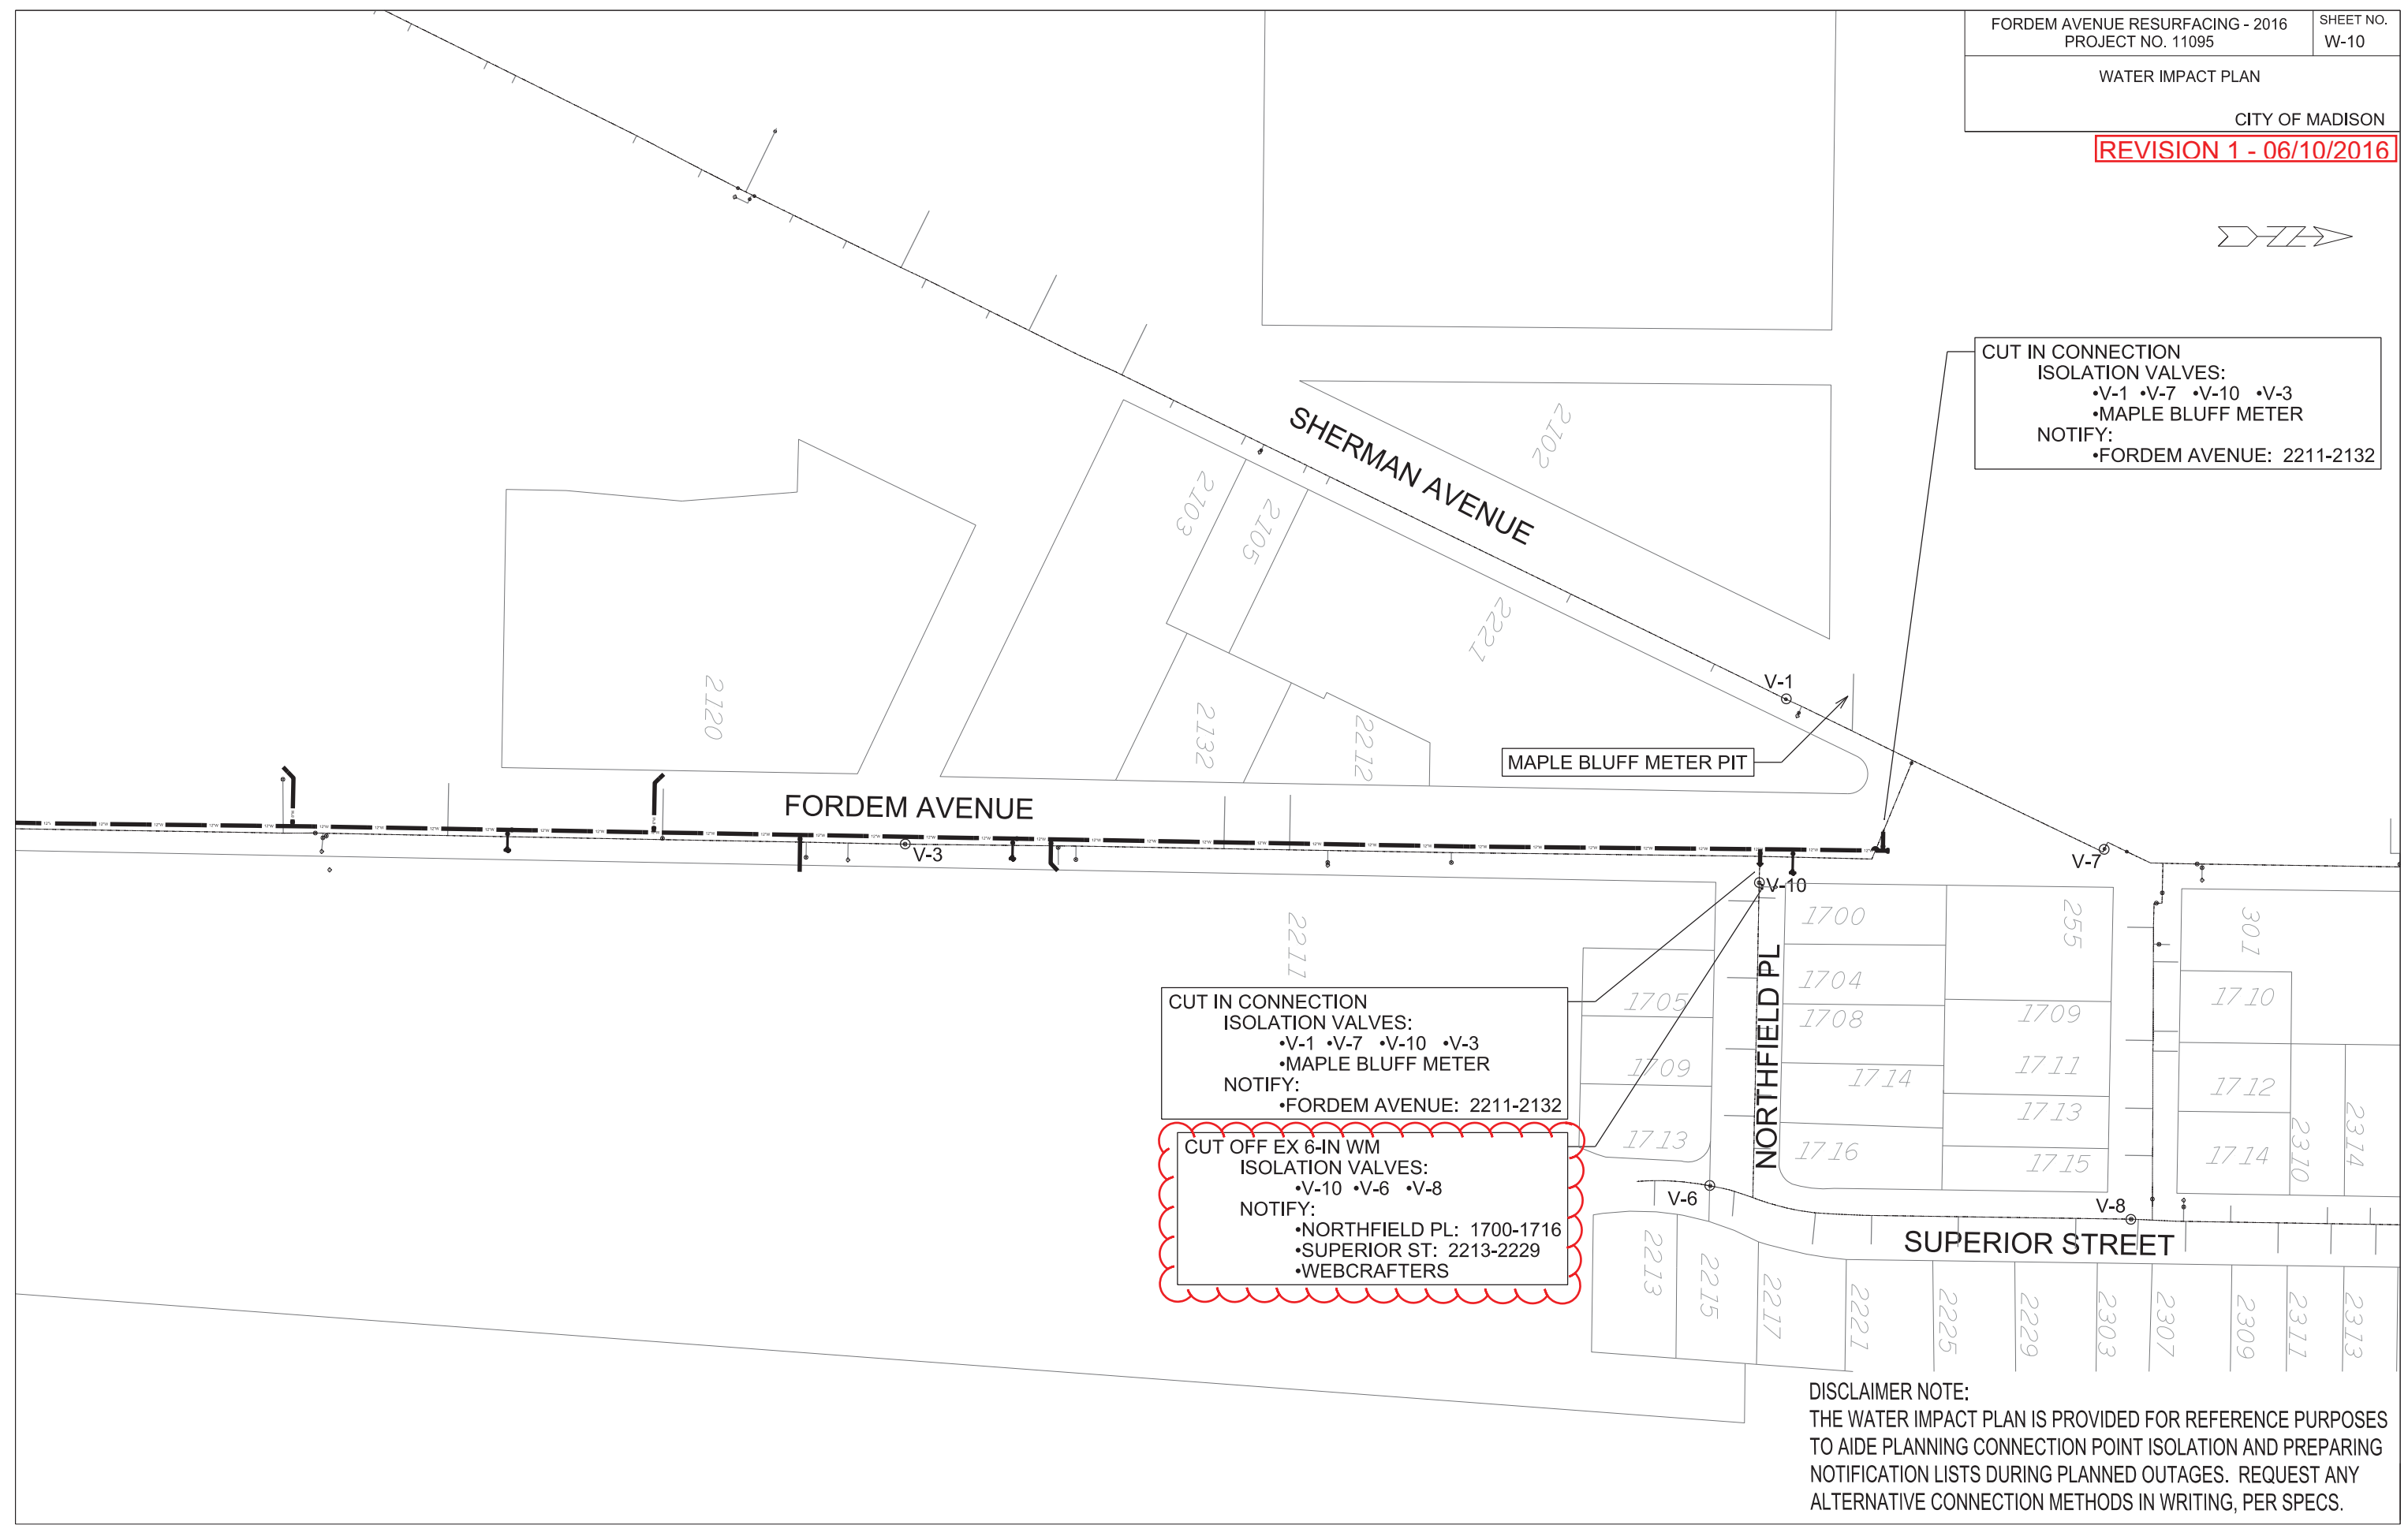 FORDEM AVENUE RESURFACING - 2016
PROJECT NO. 11095
SHEET NO.
W-10
WATER IMPACT PLAN
CITY OF MADISON
REVISION 1 - 06/10/2016
CUT IN CONNECTION
ISOLATION VALVES:
•V-1 •V-7 •V-10 •V-3
•MAPLE BLUFF METER
NOTIFY:
•FORDEM AVENUE: 2211-2132
SHERMAN AVENUE
2102
2103
2105
2221
2120
2132
2212
V-1
MAPLE BLUFF METER PIT
FORDEM AVENUE
V-3
V-7
V-10
2211
NORTHFIELD PL
1700
1704
1708
1714
1716
255
1709
1711
1713
1715
301
1710
1712
1714
2310
2314
1705
1709
1713
CUT IN CONNECTION
ISOLATION VALVES:
•V-1 •V-7 •V-10 •V-3
•MAPLE BLUFF METER
NOTIFY:
•FORDEM AVENUE: 2211-2132
CUT OFF EX 6-IN WM
ISOLATION VALVES:
•V-10 •V-6 •V-8
NOTIFY:
•NORTHFIELD PL: 1700-1716
•SUPERIOR ST: 2213-2229
•WEBCRAFTERS
V-6
V-8
SUPERIOR STREET
2213
2215
2217
2221
2225
2229
2303
2307
2309
2311
2313
DISCLAIMER NOTE:
THE WATER IMPACT PLAN IS PROVIDED FOR REFERENCE PURPOSES
TO AIDE PLANNING CONNECTION POINT ISOLATION AND PREPARING
NOTIFICATION LISTS DURING PLANNED OUTAGES. REQUEST ANY
ALTERNATIVE CONNECTION METHODS IN WRITING, PER SPECS.